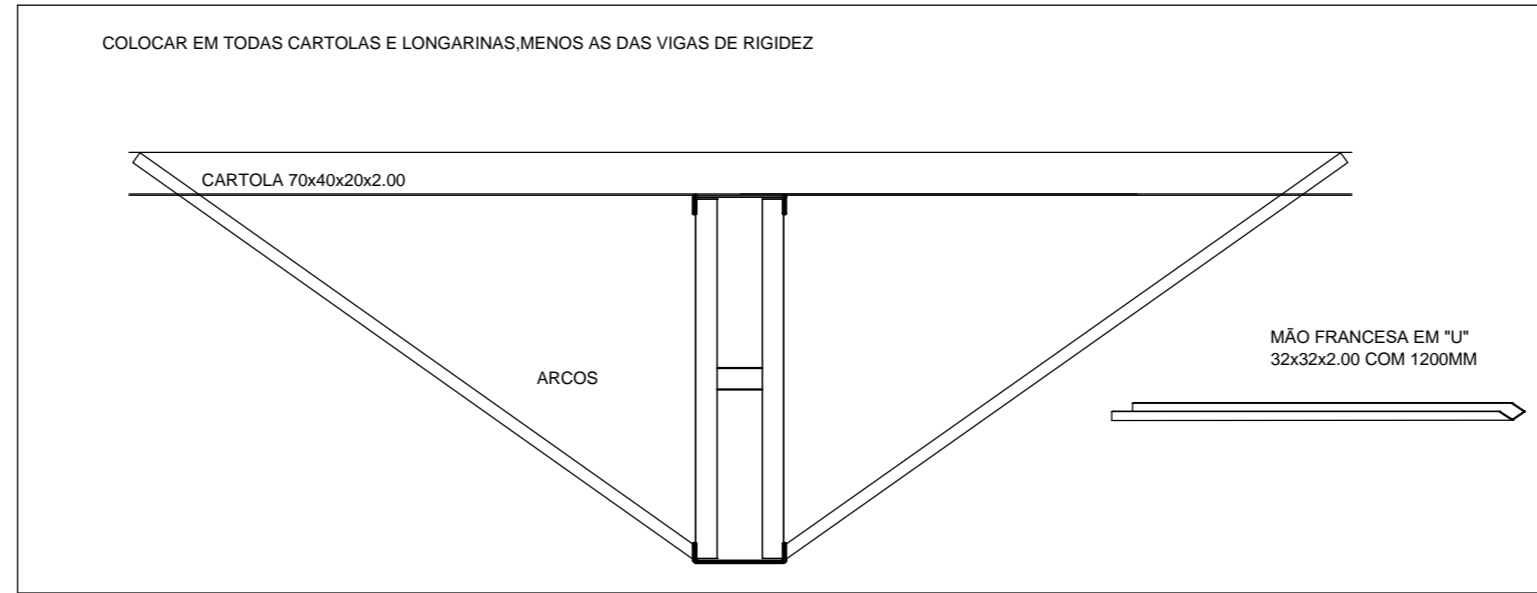 COLOCAR EM TODAS CARTOLAS E LONGARINAS,MENOS AS DAS VIGAS DE RIGIDEZ
CARTOLA 70x40x20x2.00
MÃO FRANCESA EM "U"
32x32x2.00 COM 1200MM
ARCOS